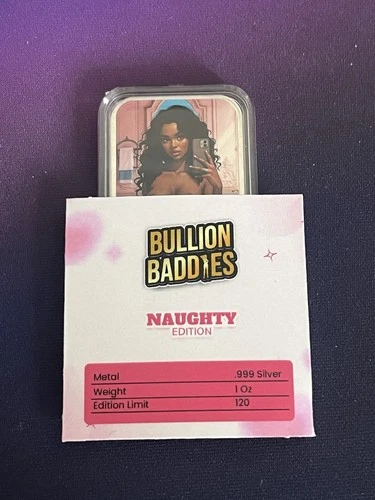 BULLION
BADDIES
NAUGHTY
EDITION
Metal .999 Silver
Weight 1 Oz
Edition Limit 120